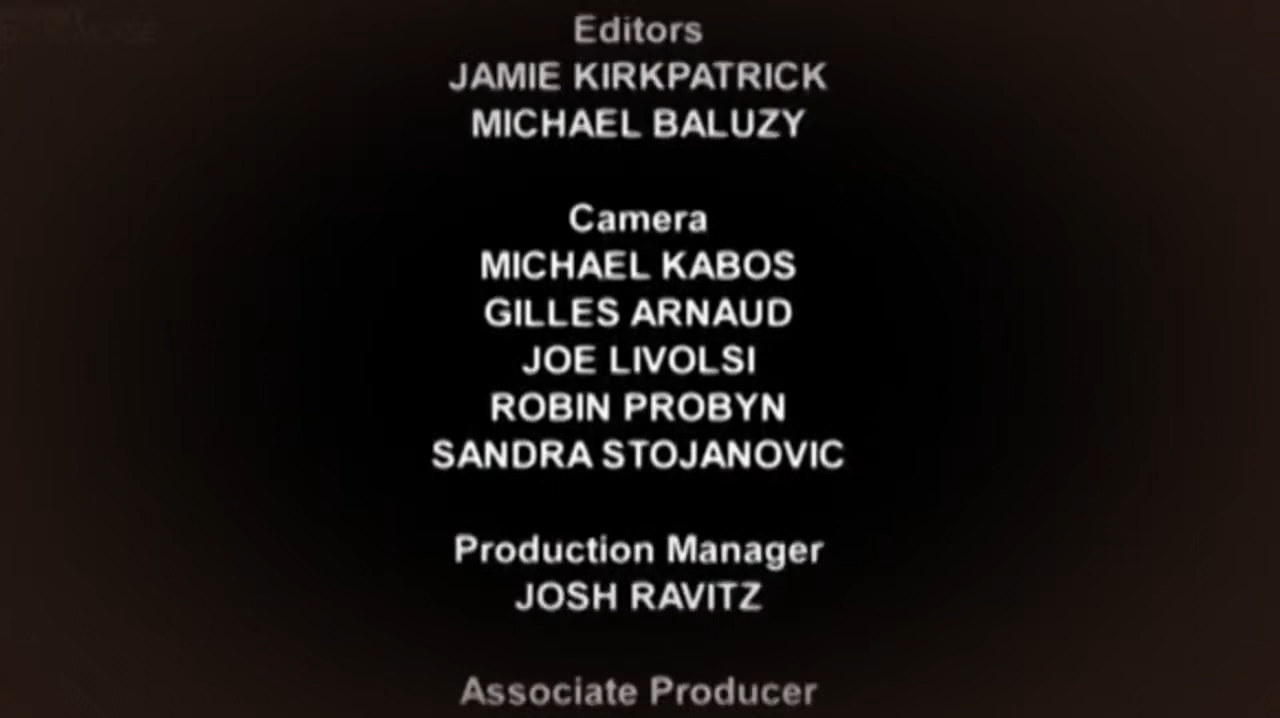 Editors
JAMIE KIRKPATRICK
MICHAEL BALUZY
Camera
MICHAEL KABOS
GILLES ARNAUD
JOE LIVOLSI
ROBIN PROBYN
SANDRA STOJANOVIC
Production Manager
JOSH RAVITZ
Associate Producer